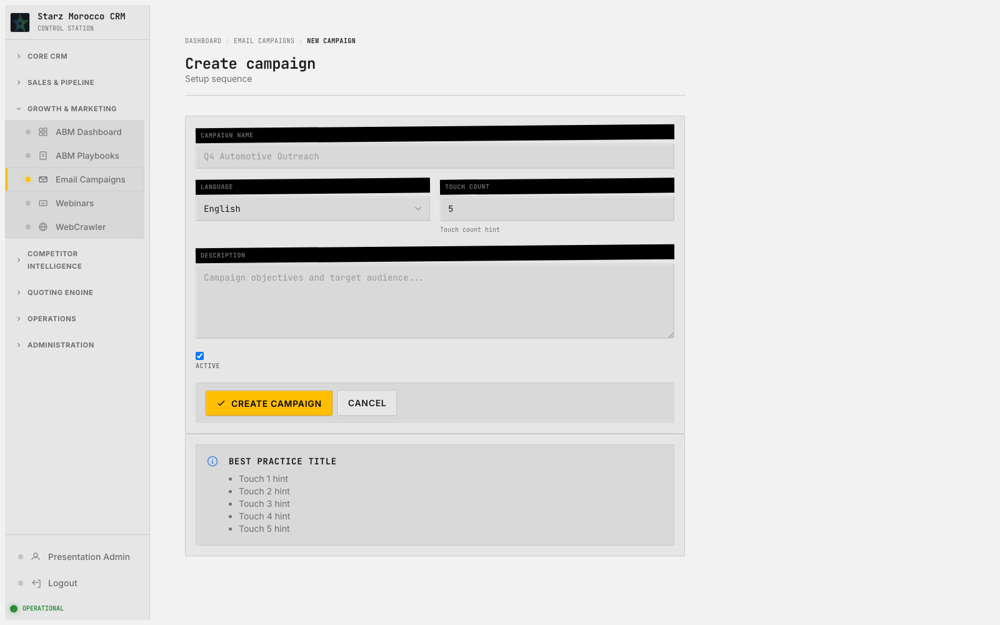 Starz Morocco CRM
CONTROL STATION
CORE CRM
SALES & PIPELINE
GROWTH & MARKETING
ABM Dashboard
ABM Playbooks
Email Campaigns
Webinars
WebCrawler
COMPETITOR
INTELLIGENCE
QUOTING ENGINE
OPERATIONS
ADMINISTRATION
Presentation Admin
Logout
OPERATIONAL
DASHBOARD / EMAIL CAMPAIGNS / NEW CAMPAIGN
Create campaign
Setup sequence
CAMPAIGN NAME
Q4 Automotive Outreach
LANGUAGE
English
TOUCH COUNT
5
Touch count hint
DESCRIPTION
Campaign objectives and target audience...
ACTIVE
CREATE CAMPAIGN
CANCEL
BEST PRACTICE TITLE
Touch 1 hint
Touch 2 hint
Touch 3 hint
Touch 4 hint
Touch 5 hint